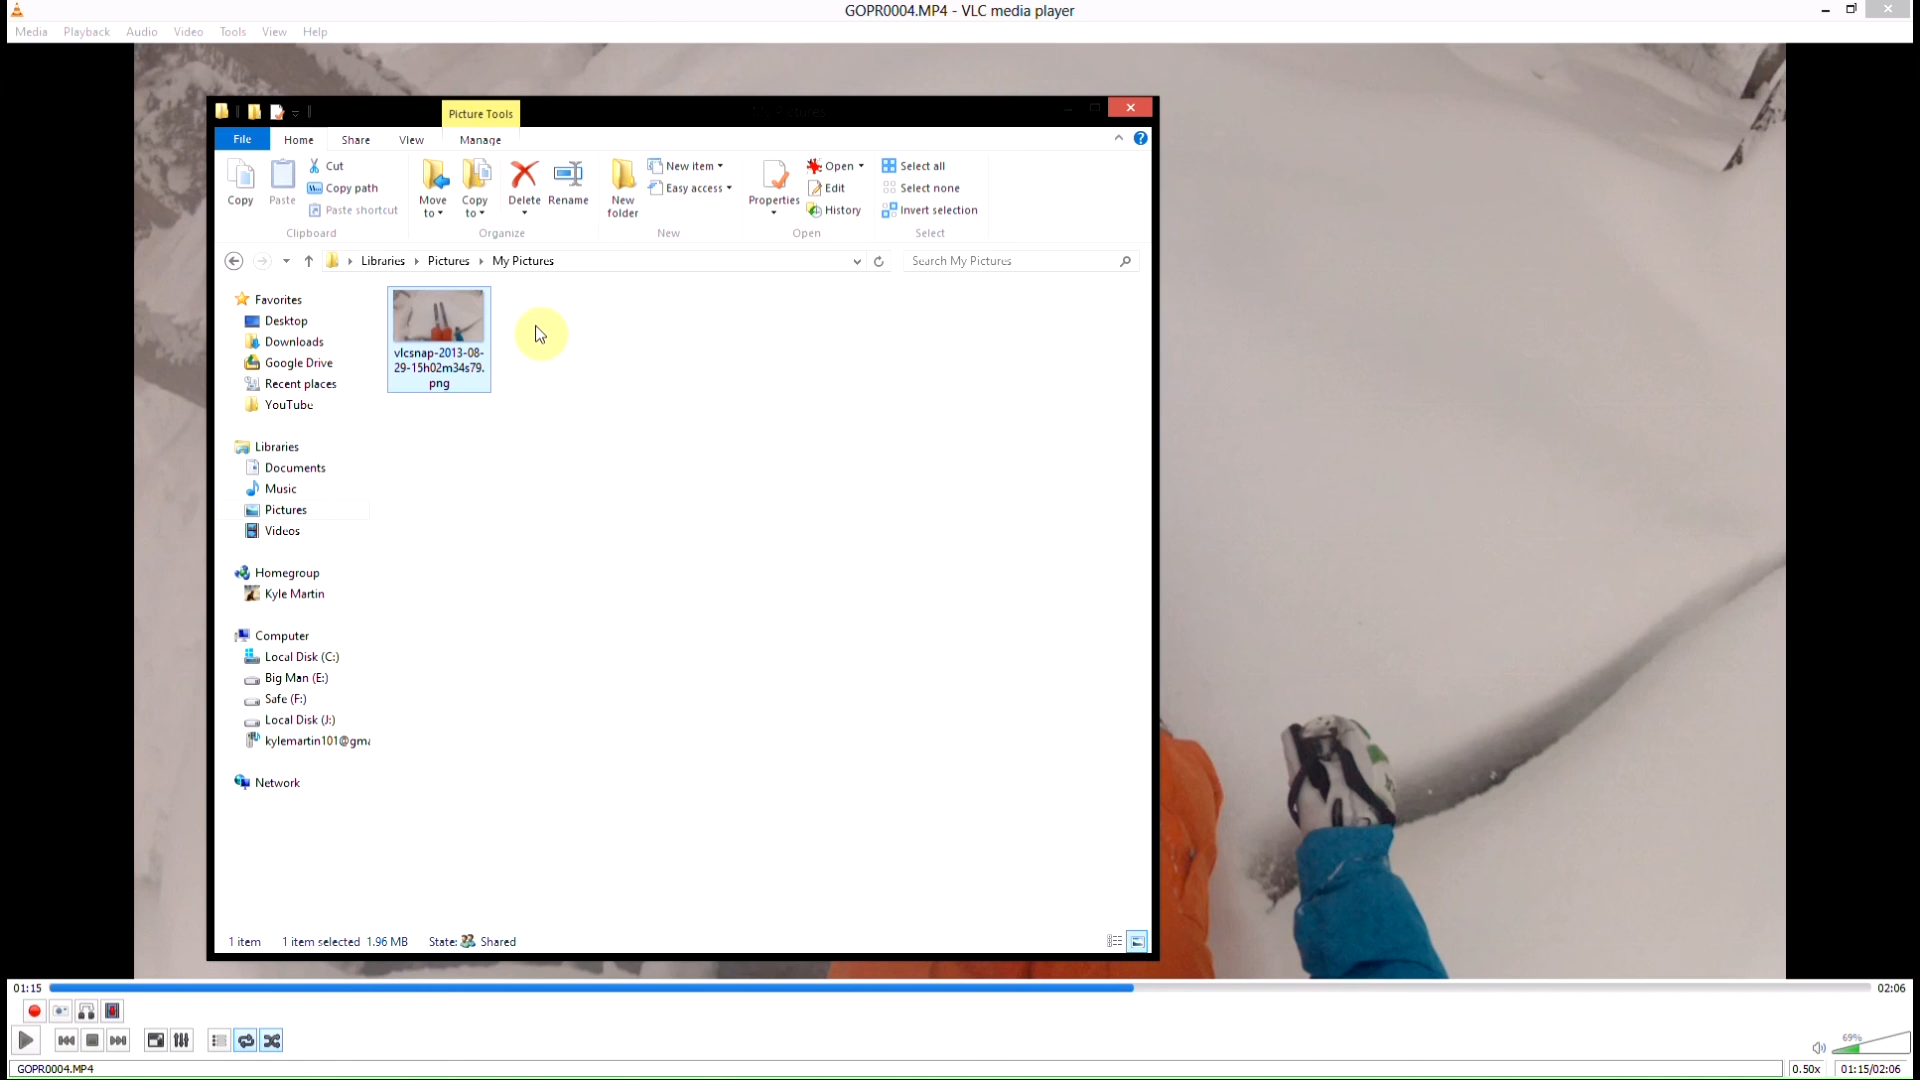 GOPR0004.MP4 - VLC media player
Media Playback Audio Video Tools View Help
Picture Tools
My Pictures
File Home Share View Manage
Copy
Paste
Cut
Copy path
Paste shortcut
Clipboard
Move to
Copy to
Delete
Rename
Organize
New folder
New item
Easy access
New
Properties
Open
Edit
History
Open
Select all
Select none
Invert selection
Select
Libraries Pictures My Pictures
Search My Pictures
Favorites
Desktop
Downloads
Google Drive
Recent places
YouTube
Libraries
Documents
Music
Pictures
Videos
Homegroup
Kyle Martin
Computer
Local Disk (C:)
Big Man (E:)
Safe (F:)
Local Disk (J:)
kylemartin101@gma
Network
vlcsnap-2013-08-
29-15h02m34s79.
png
1 item 1 item selected 1.96 MB State: Shared
01:15 02:06
69%
GOPR0004.MP4 0.50x 01:15/02:06